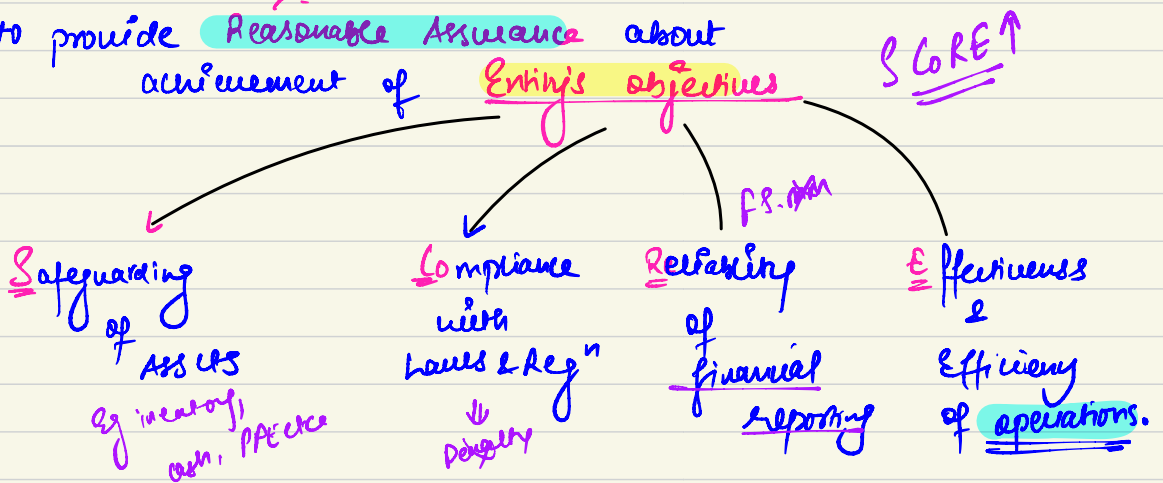 to provide Reasonable Assurance about
achievement of Entity's objectives
SCORE↑
FS.
Safeguarding
of
Assets
Eg inventory,
cash, PPE etc
Compliance
with
Laws & Regⁿ
⇓
Penalty
Reliability
of
financial
reporting
Effectiveness
&
Efficiency
of operations.